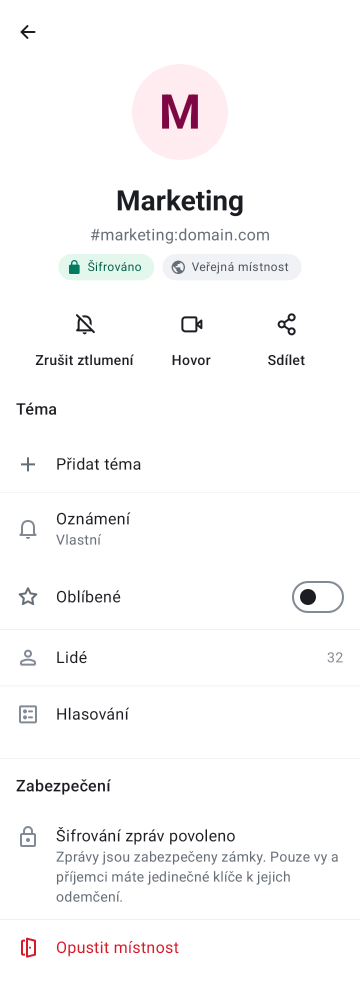 M
Marketing
#marketing:domain.com
Šifrováno
Veřejná místnost
Zrušit ztlumení
Hovor
Sdílet
Téma
Přidat téma
Oznámení
Vlastní
Oblíbené
Lidé 32
Hlasování
Zabezpečení
Šifrování zpráv povoleno
Zprávy jsou zabezpečeny zámky. Pouze vy a
příjemci máte jedinečné klíče k jejich
odemčení.
Opustit místnost